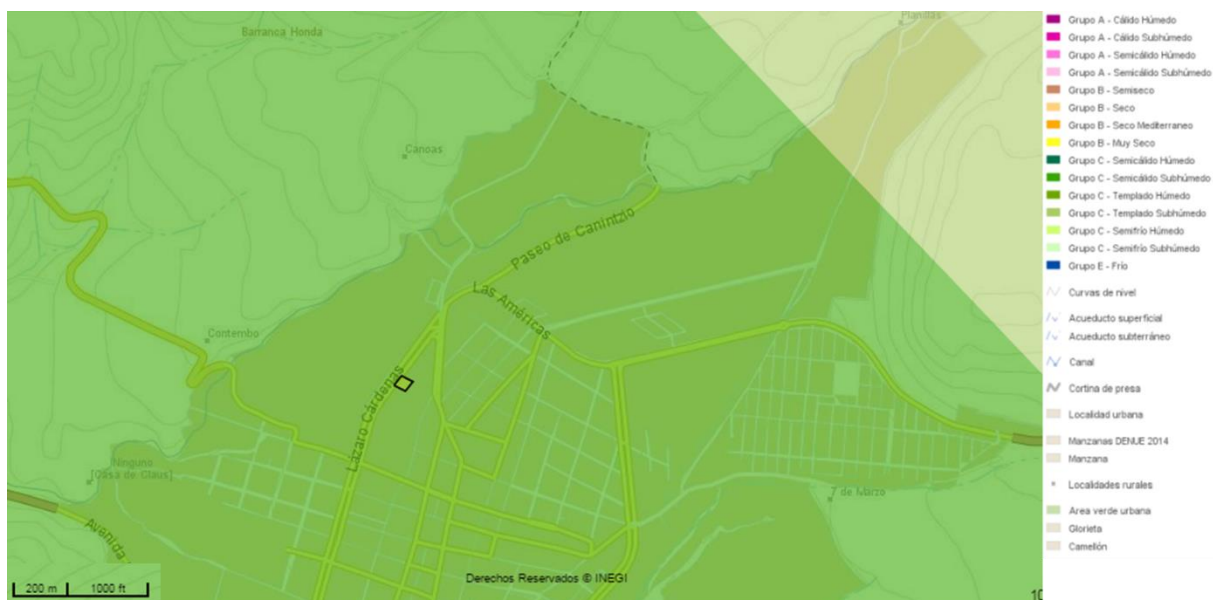 Barranca Honda
Planillas
Canoas
Paseo de Canintzio
Las Américas
Contembo
Lázaro Cárdenas
Ninguno
[Casa de Claus]
7 de Marzo
Avenida
Derechos Reservados © INEGI
200 m
1000 ft
10
Grupo A - Cálido Húmedo
Grupo A - Cálido Subhúmedo
Grupo A - Semicálido Húmedo
Grupo A - Semicálido Subhúmedo
Grupo B - Semiseco
Grupo B - Seco
Grupo B - Seco Mediterraneo
Grupo B - Muy Seco
Grupo C - Semicálido Húmedo
Grupo C - Semicálido Subhúmedo
Grupo C - Templado Húmedo
Grupo C - Templado Subhúmedo
Grupo C - Semifrío Húmedo
Grupo C - Semifrío Subhúmedo
Grupo E - Frío
Curvas de nivel
Acueducto superficial
Acueducto subterráneo
Canal
Cortina de presa
Localidad urbana
Manzanas DENUE 2014
Manzana
Localidades rurales
Area verde urbana
Glorieta
Camellón